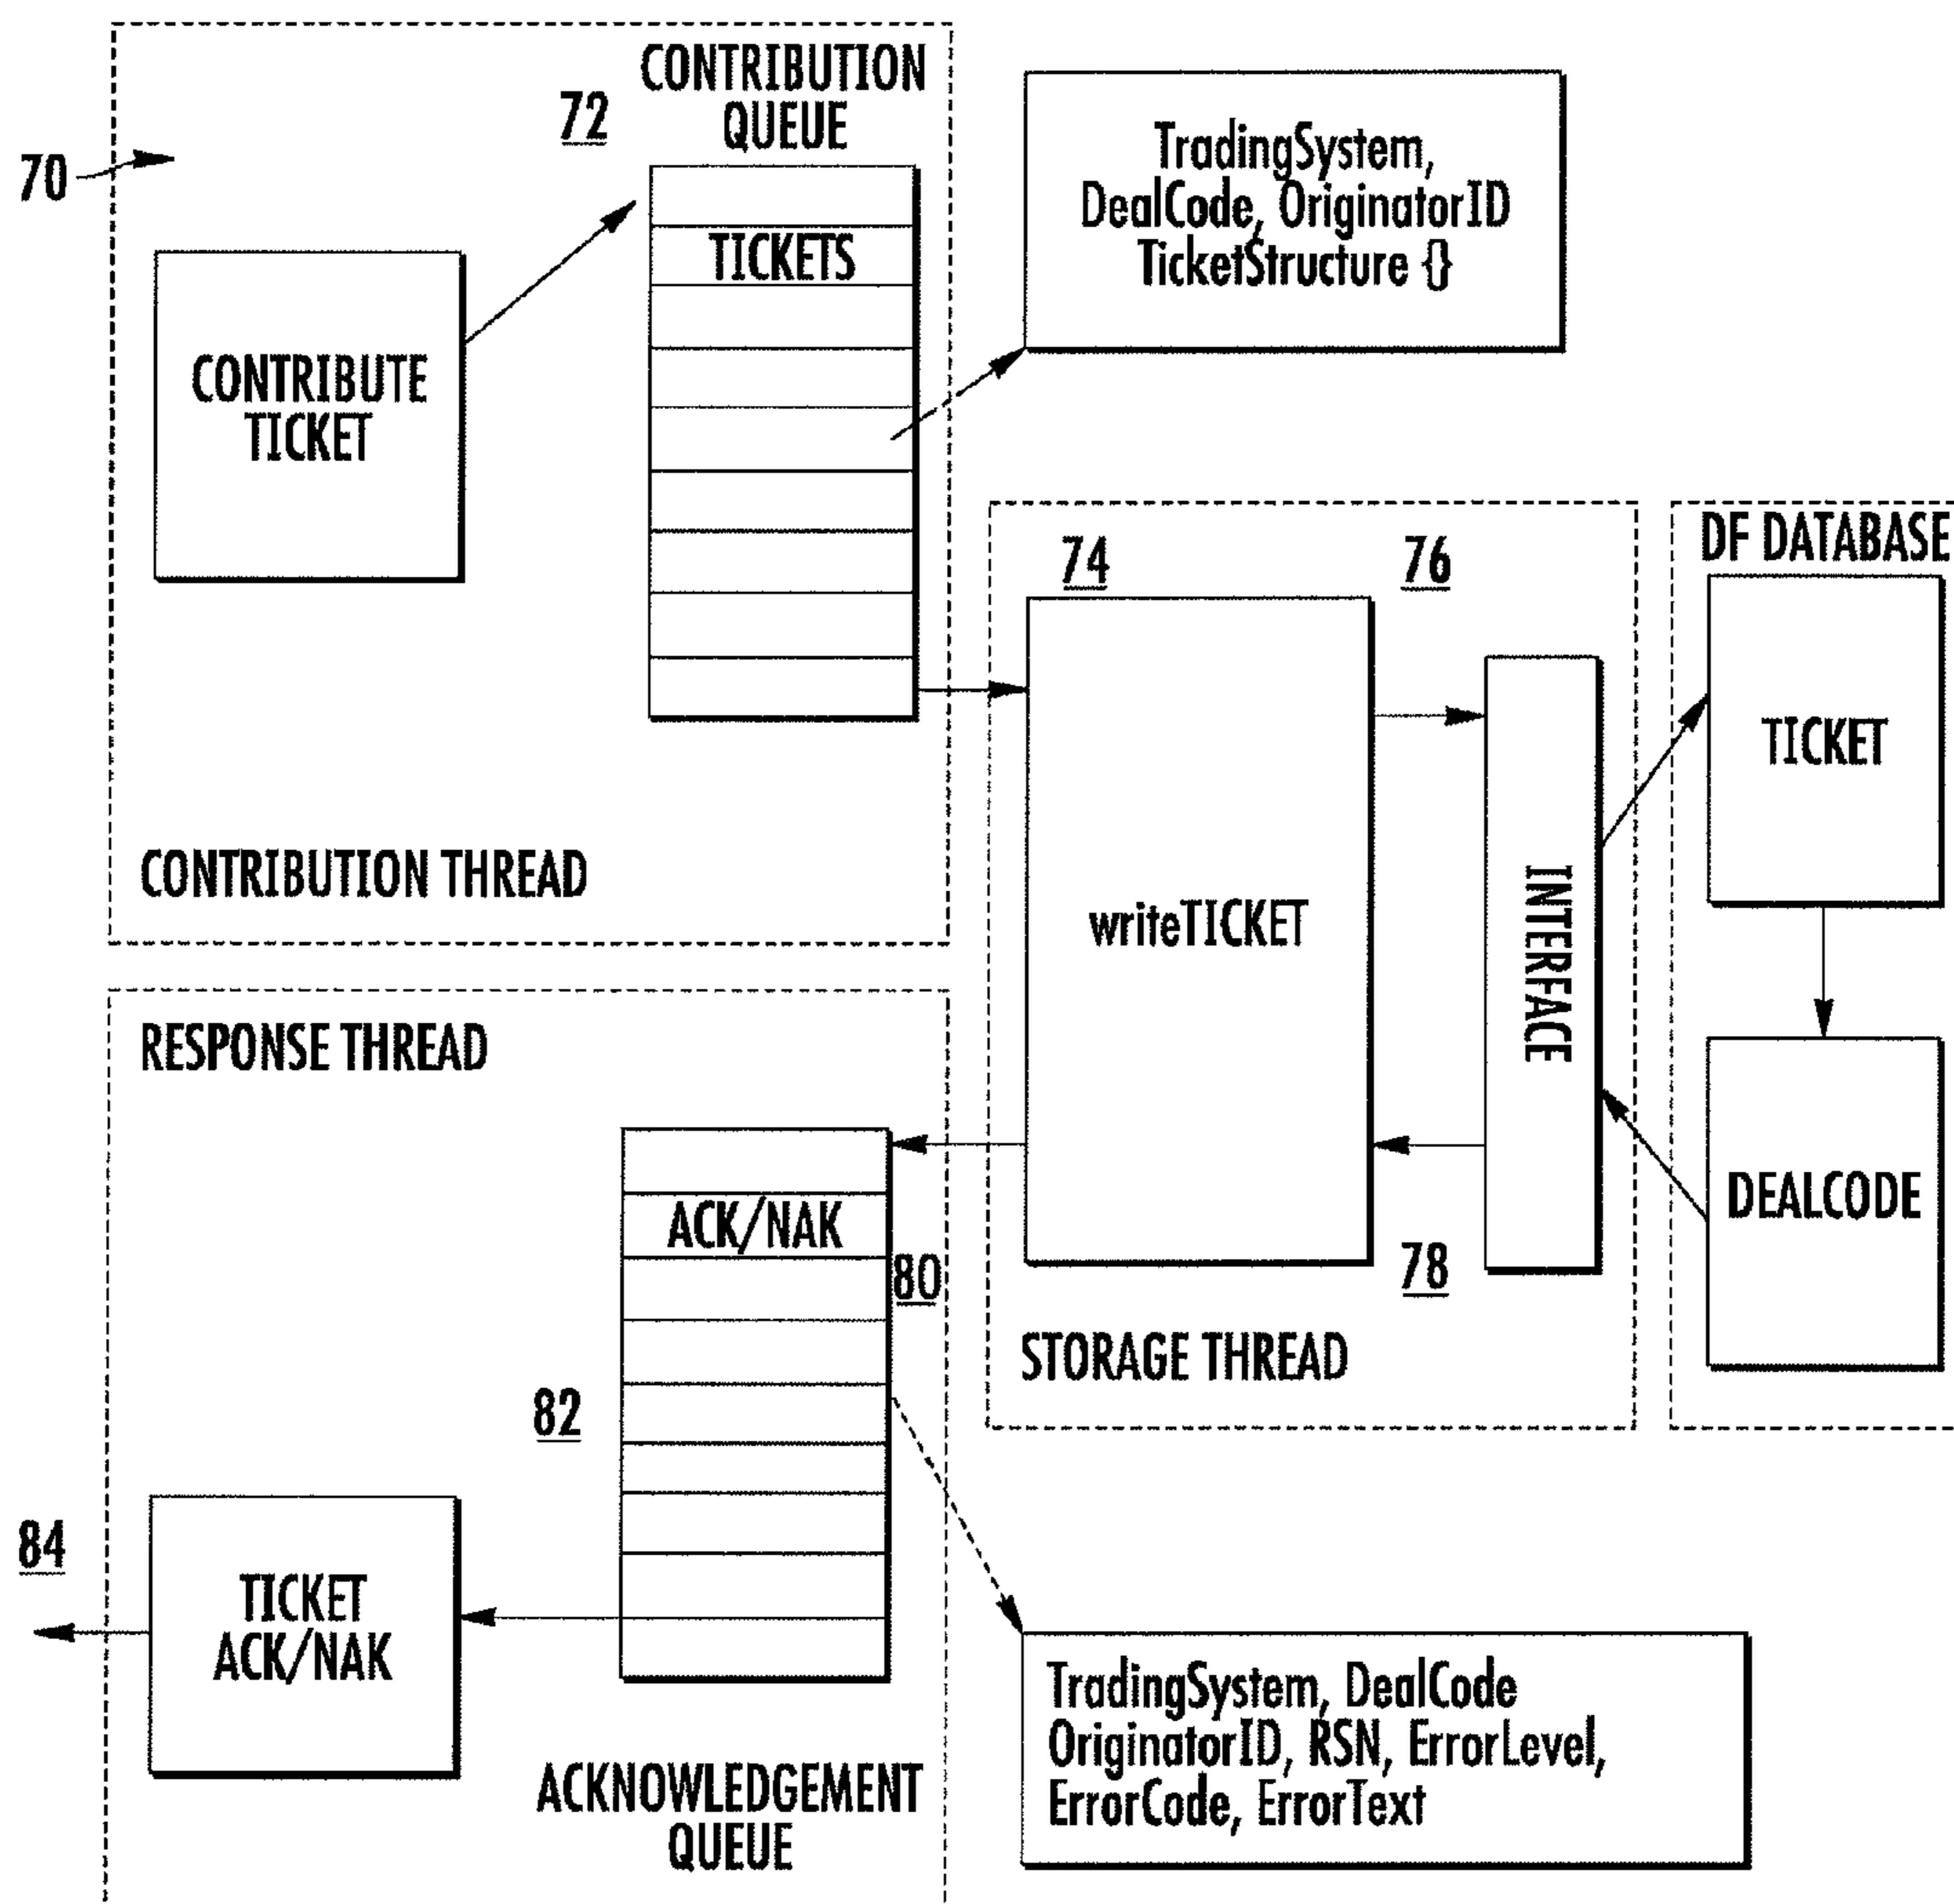 CONTRIBUTION
QUEUE
72
70
TICKETS
CONTRIBUTE
TICKET
CONTRIBUTION THREAD
TradingSystem,
DealCode, OriginatorID
TicketStructure {}
74
76
writeTICKET
INTERFACE
78
STORAGE THREAD
DF DATABASE
TICKET
DEALCODE
RESPONSE THREAD
ACK/NAK
80
82
84
TICKET
ACK/NAK
ACKNOWLEDGEMENT
QUEUE
TradingSystem, DealCode
OriginatorID, RSN, ErrorLevel,
ErrorCode, ErrorText